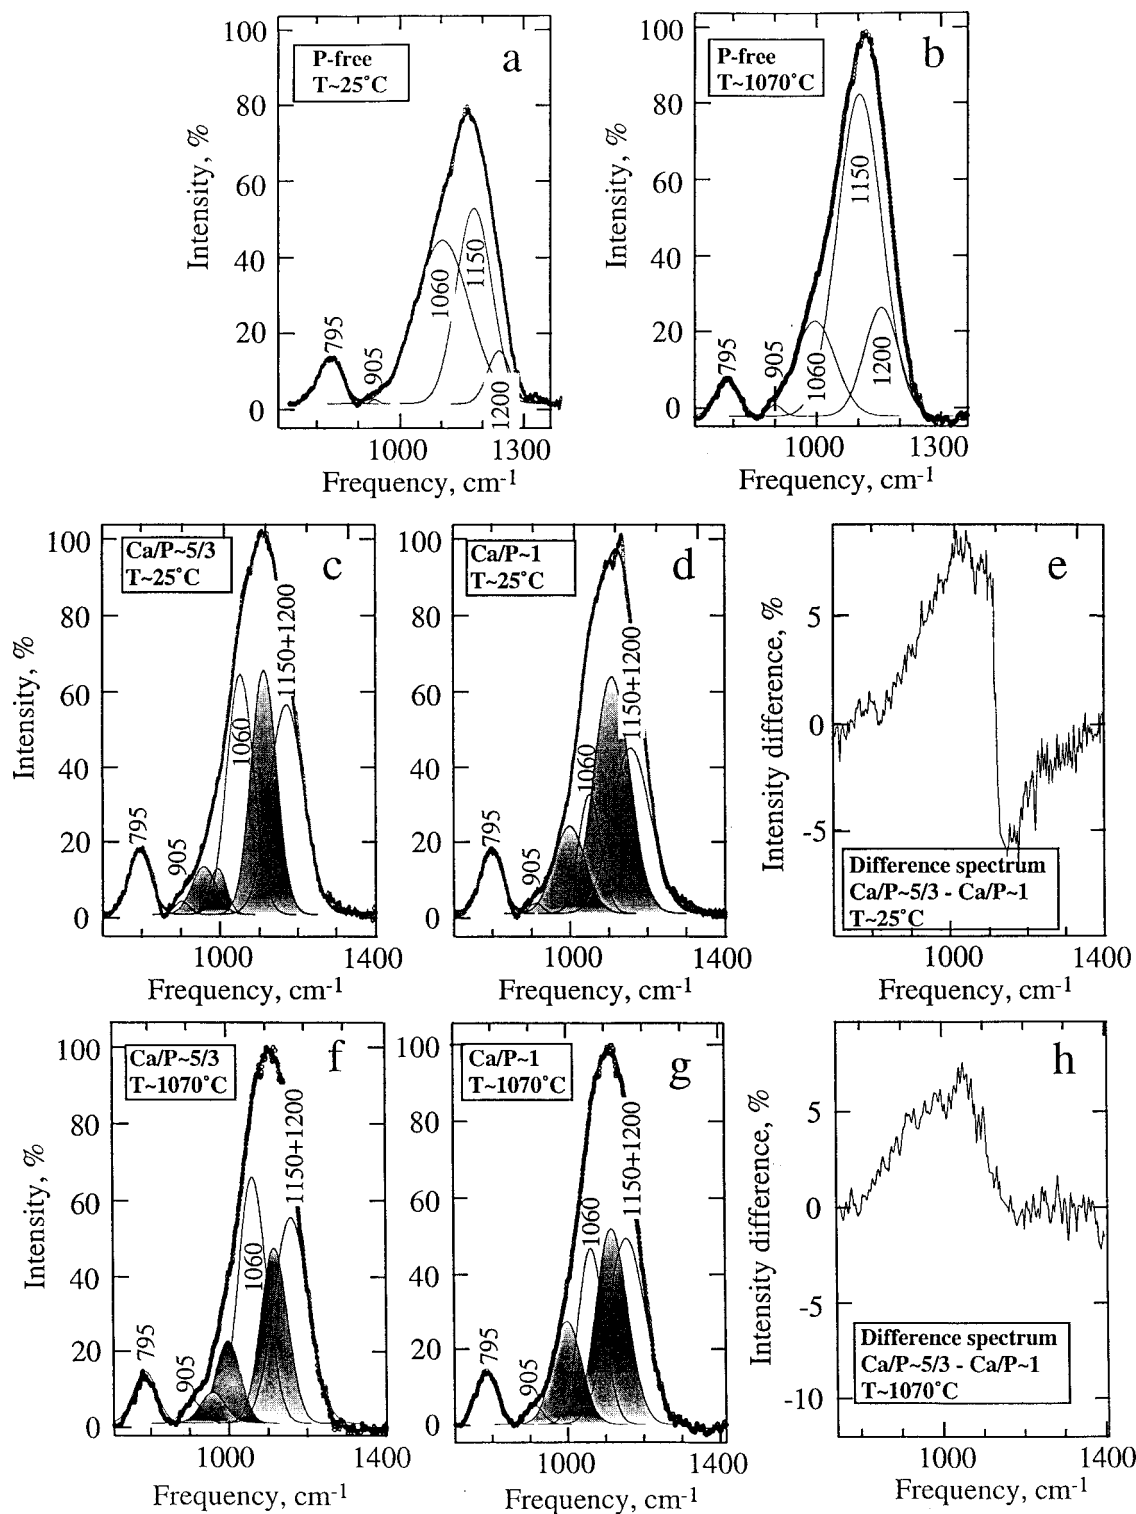 100
80
60
40
20
0
Intensity, %
P-free
T~25°C
a
795
905
1060
1150
1200
1000
1300
Frequency, cm-1
100
80
60
40
20
0
Intensity, %
P-free
T~1070°C
b
795
905
1060
1150
1200
1000
1300
Frequency, cm-1
100
80
60
40
20
0
Intensity, %
Ca/P~5/3
T~25°C
c
795
905
1060
1150+1200
1000
1400
Frequency, cm-1
100
80
60
40
20
0
Ca/P~1
T~25°C
d
795
905
1060
1150+1200
1000
1400
Frequency, cm-1
5
0
-5
Intensity difference, %
e
Difference spectrum
Ca/P~5/3 - Ca/P~1
T~25°C
1000
1400
Frequency, cm-1
100
80
60
40
20
0
Intensity, %
Ca/P~5/3
T~1070°C
f
795
905
1060
1150+1200
1000
1400
Frequency, cm-1
100
80
60
40
20
0
Ca/P~1
T~1070°C
g
795
905
1060
1150+1200
1000
1400
Frequency, cm-1
5
0
-5
-10
Intensity difference, %
h
Difference spectrum
Ca/P~5/3 - Ca/P~1
T~1070°C
1000
1400
Frequency, cm-1